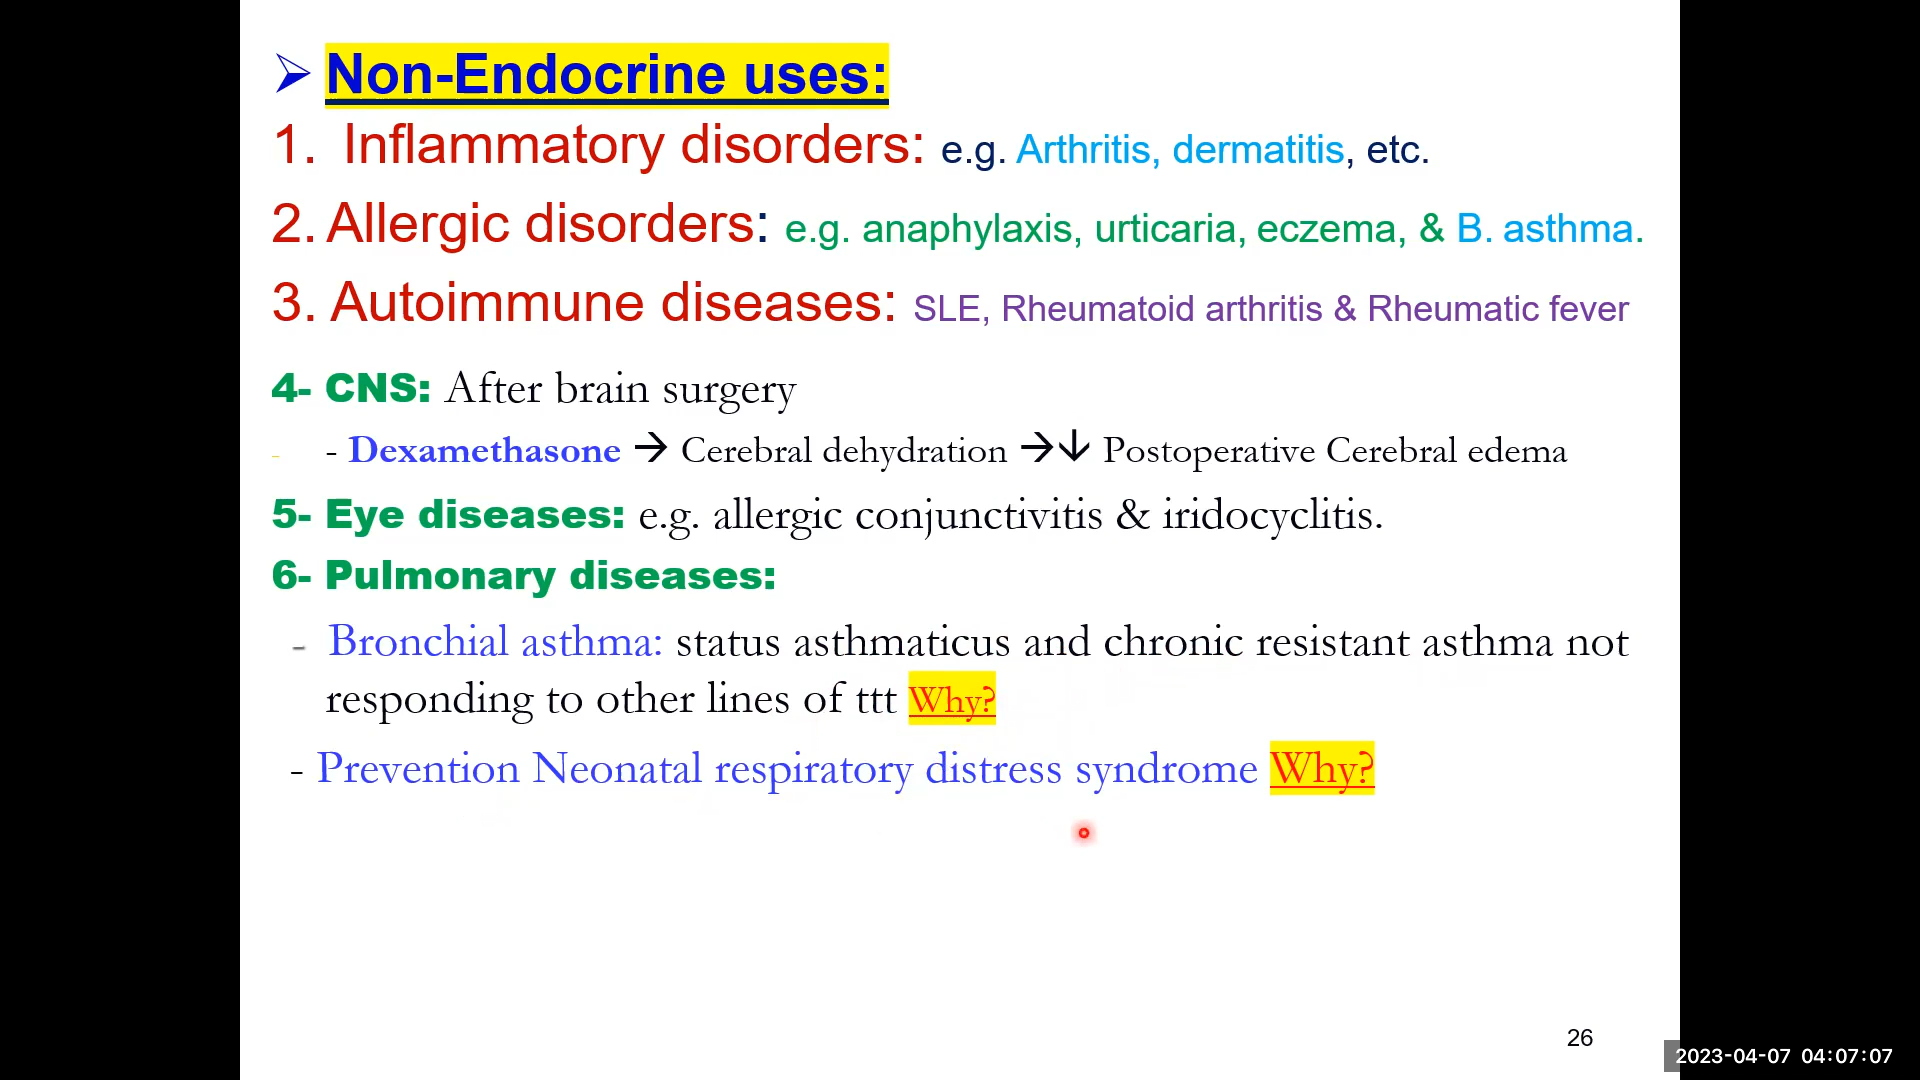 ➢ Non-Endocrine uses:
1. Inflammatory disorders: e.g. Arthritis, dermatitis, etc.
2. Allergic disorders: e.g. anaphylaxis, urticaria, eczema, & B. asthma.
3. Autoimmune diseases: SLE, Rheumatoid arthritis & Rheumatic fever
4- CNS: After brain surgery
- - Dexamethasone → Cerebral dehydration →↓ Postoperative Cerebral edema
5- Eye diseases: e.g. allergic conjunctivitis & iridocyclitis.
6- Pulmonary diseases:
- Bronchial asthma: status asthmaticus and chronic resistant asthma not
responding to other lines of ttt Why?
- Prevention Neonatal respiratory distress syndrome Why?
26
2023-04-07 04:07:07